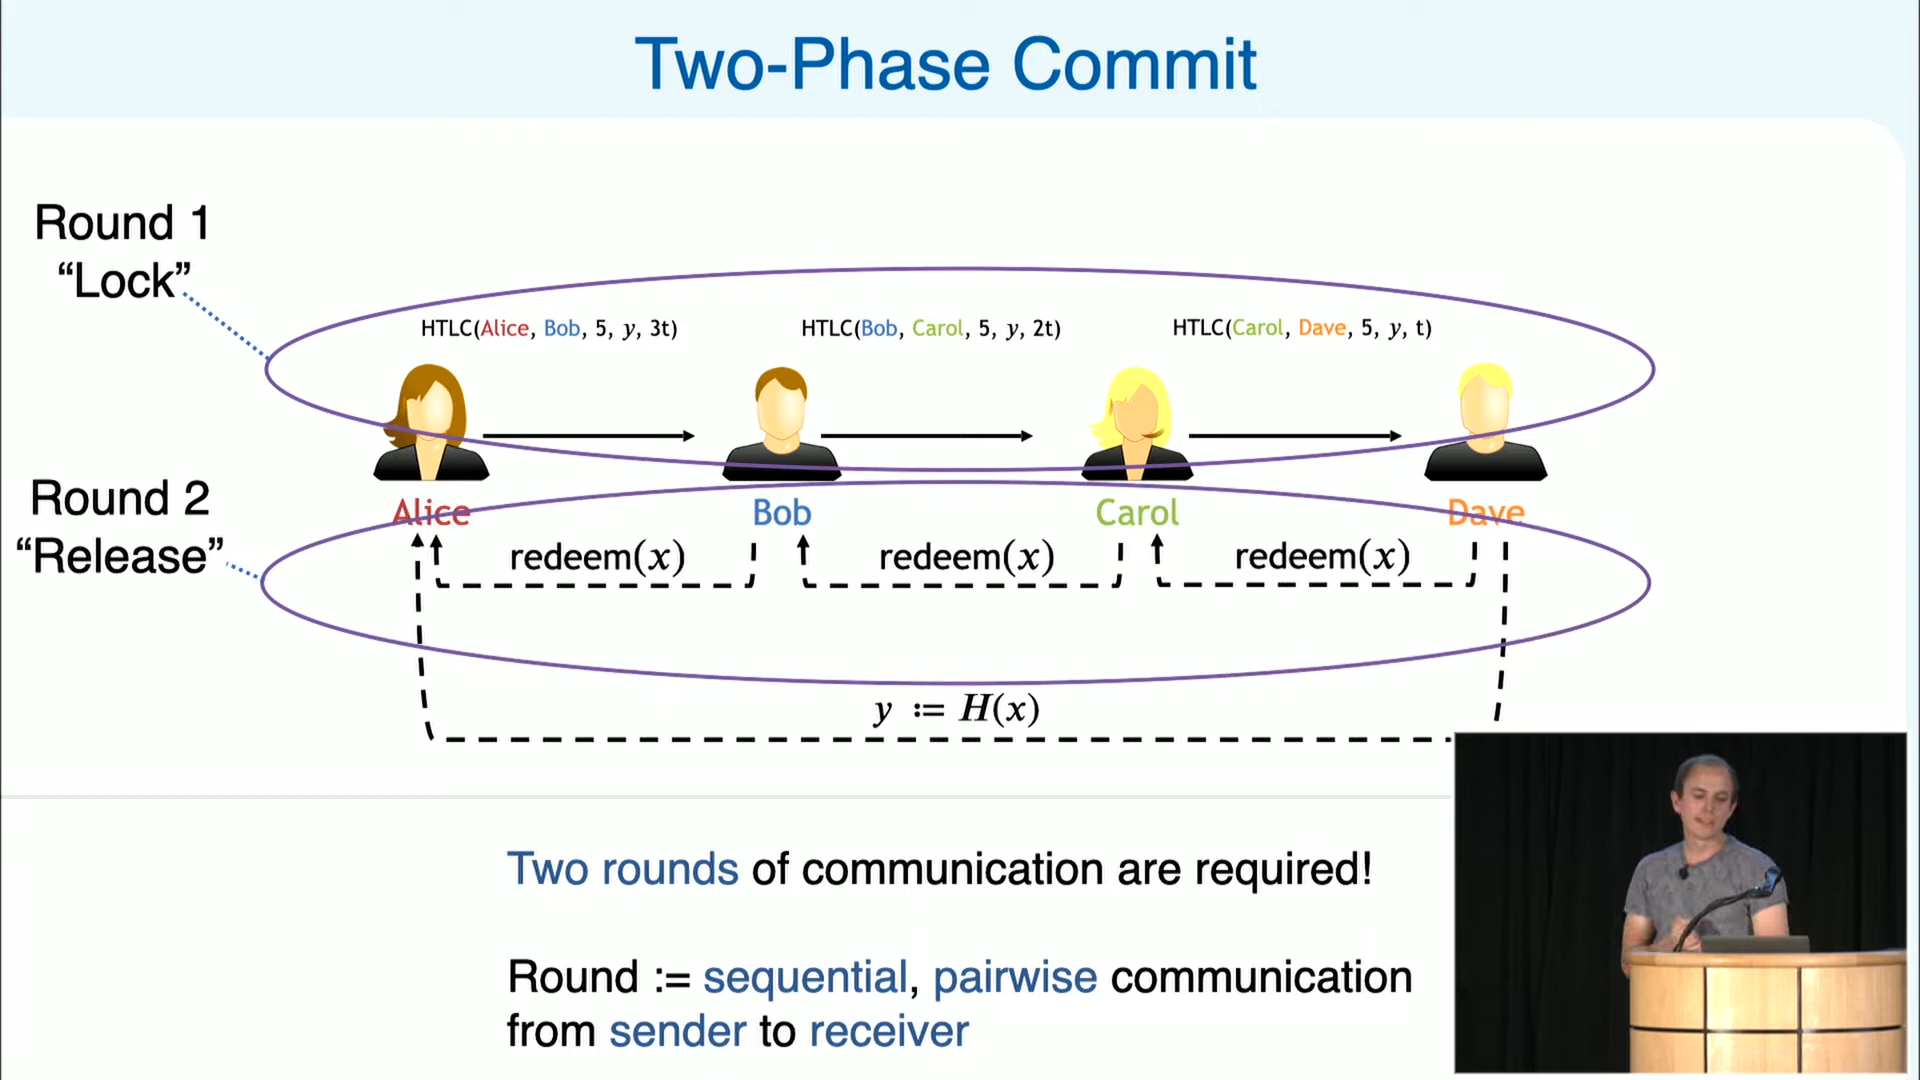 Two-Phase Commit
Round 1
“Lock”
HTLC(Alice, Bob, 5, y, 3t)
HTLC(Bob, Carol, 5, y, 2t)
HTLC(Carol, Dave, 5, y, t)
Round 2
“Release”
Alice
Bob
Carol
Dave
redeem(x)
redeem(x)
redeem(x)
y := H(x)
Two rounds of communication are required!
Round := sequential, pairwise communication
from sender to receiver